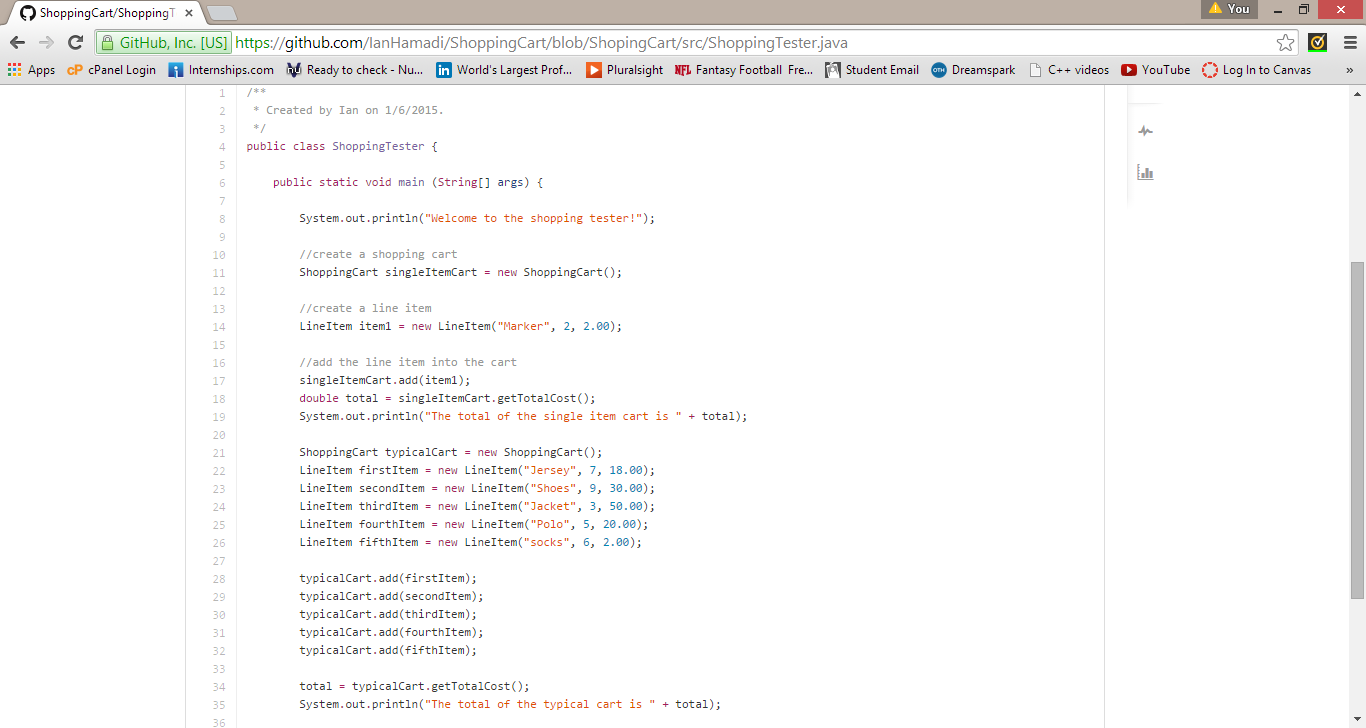 ShoppingCart/ShoppingT
You
GitHub, Inc. [US] https://github.com/IanHamadi/ShoppingCart/blob/ShopingCart/src/ShoppingTester.java
Apps cPanel Login Internships.com Ready to check - Nu... World's Largest Prof... Pluralsight Fantasy Football Fre... Student Email Dreamspark C++ videos YouTube Log In to Canvas »
1 /**
2 * Created by Ian on 1/6/2015.
3 */
4 public class ShoppingTester {
5
6 public static void main (String[] args) {
7
8 System.out.println("Welcome to the shopping tester!");
9
10 //create a shopping cart
11 ShoppingCart singleItemCart = new ShoppingCart();
12
13 //create a line item
14 LineItem item1 = new LineItem("Marker", 2, 2.00);
15
16 //add the line item into the cart
17 singleItemCart.add(item1);
18 double total = singleItemCart.getTotalCost();
19 System.out.println("The total of the single item cart is " + total);
20
21 ShoppingCart typicalCart = new ShoppingCart();
22 LineItem firstItem = new LineItem("Jersey", 7, 18.00);
23 LineItem secondItem = new LineItem("Shoes", 9, 30.00);
24 LineItem thirdItem = new LineItem("Jacket", 3, 50.00);
25 LineItem fourthItem = new LineItem("Polo", 5, 20.00);
26 LineItem fifthItem = new LineItem("socks", 6, 2.00);
27
28 typicalCart.add(firstItem);
29 typicalCart.add(secondItem);
30 typicalCart.add(thirdItem);
31 typicalCart.add(fourthItem);
32 typicalCart.add(fifthItem);
33
34 total = typicalCart.getTotalCost();
35 System.out.println("The total of the typical cart is " + total);
36